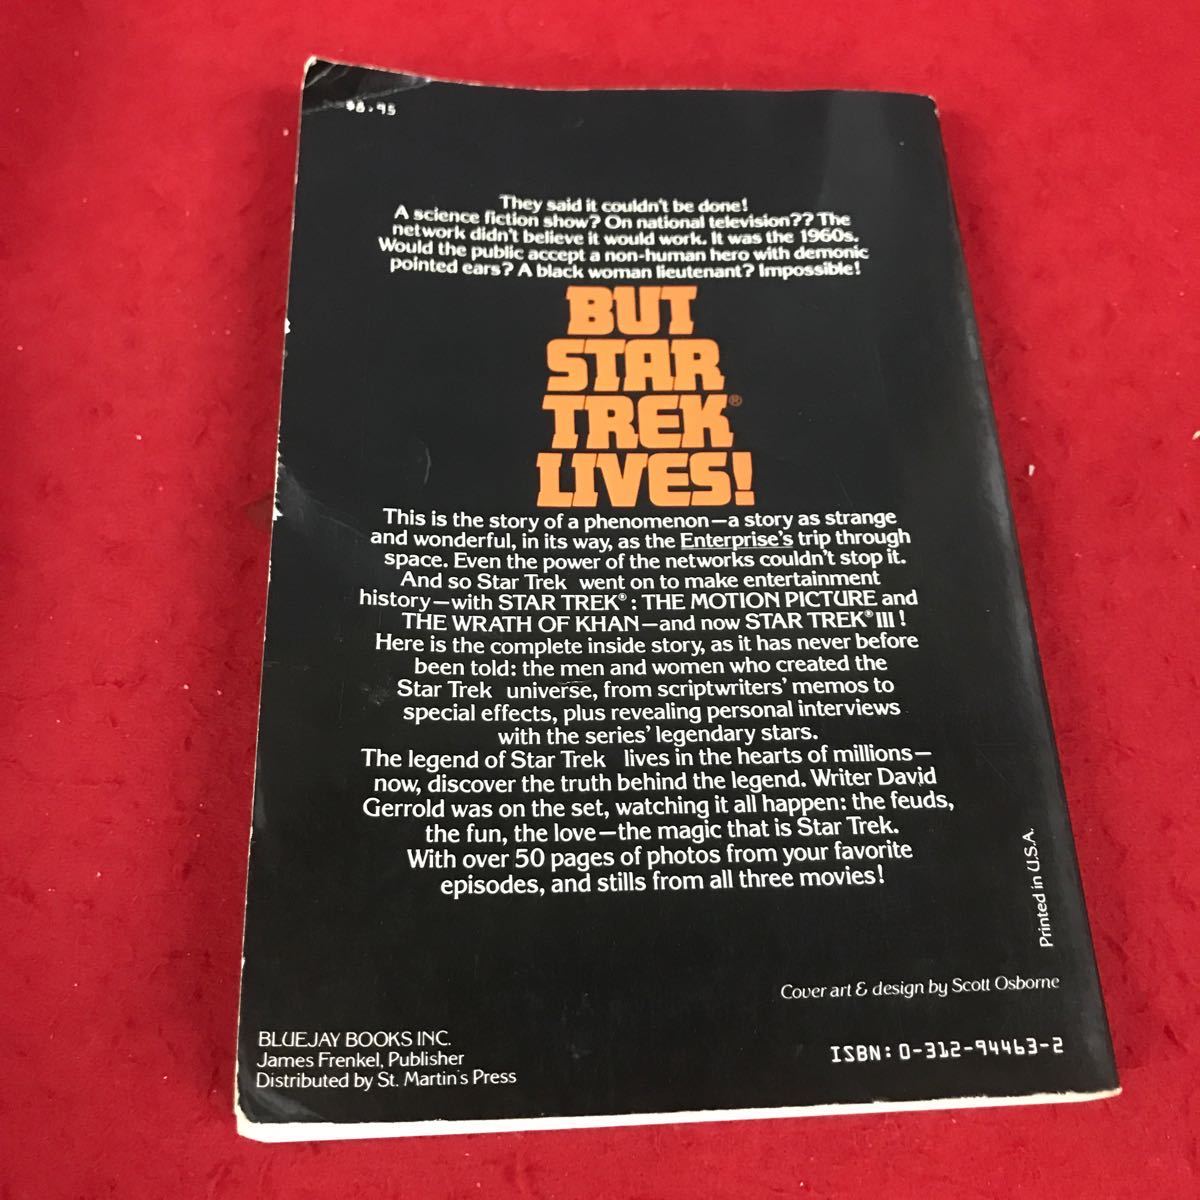 $8.95
They said it couldn't be done!
A science fiction show? On national television?? The
network didn't believe it would work. It was the 1960s.
Would the public accept a non-human hero with demonic
pointed ears? A black woman lieutenant? Impossible!
BUT
STAR
TREK®
LIVES!
This is the story of a phenomenon—a story as strange
and wonderful, in its way, as the Enterprise's trip through
space. Even the power of the networks couldn't stop it.
And so Star Trek went on to make entertainment
history—with STAR TREK®: THE MOTION PICTURE and
THE WRATH OF KHAN—and now STAR TREK® III!
Here is the complete inside story, as it has never before
been told: the men and women who created the
Star Trek universe, from scriptwriters' memos to
special effects, plus revealing personal interviews
with the series' legendary stars.
The legend of Star Trek lives in the hearts of millions—
now, discover the truth behind the legend. Writer David
Gerrold was on the set, watching it all happen: the feuds,
the fun, the love—the magic that is Star Trek.
With over 50 pages of photos from your favorite
episodes, and stills from all three movies!
Printed in U.S.A.
Cover art & design by Scott Osborne
BLUEJAY BOOKS INC.
James Frenkel, Publisher
Distributed by St. Martin's Press
ISBN: 0-312-94463-2